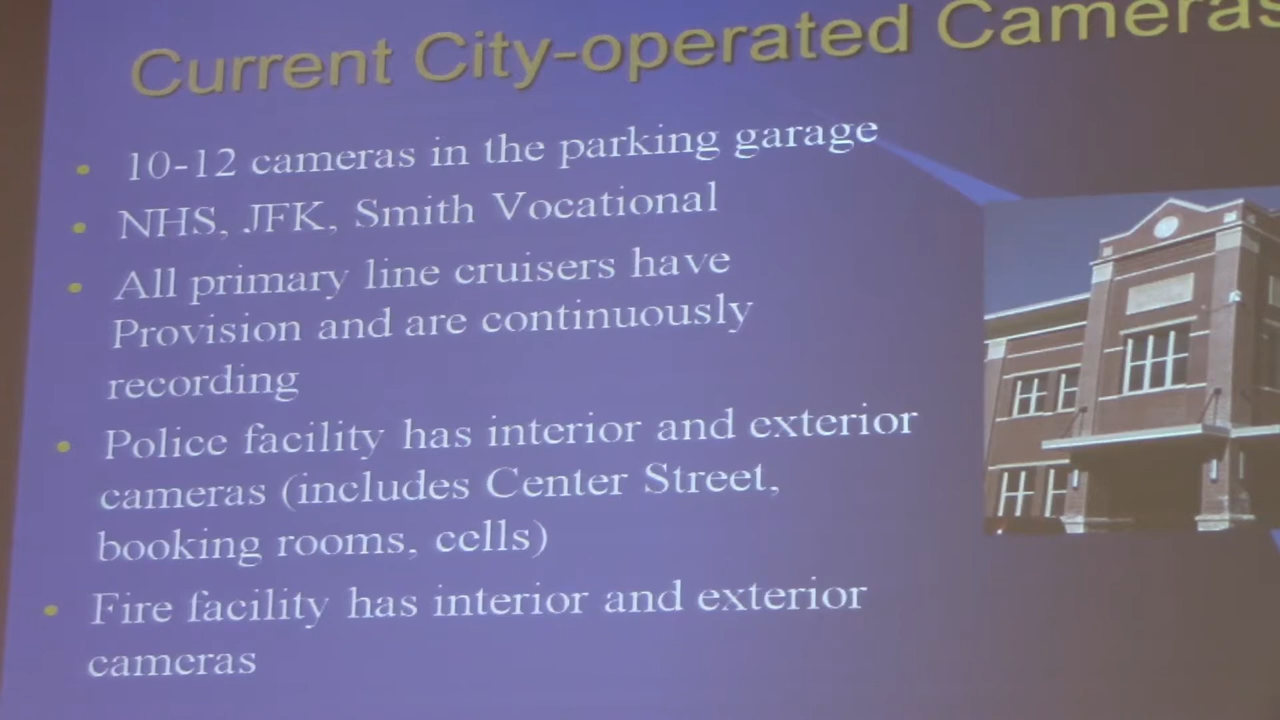 Current City-operated Cameras
10-12 cameras in the parking garage
NHS, JFK, Smith Vocational
All primary line cruisers have
Provision and are continuously
recording
Police facility has interior and exterior
cameras (includes Center Street,
booking rooms, cells)
Fire facility has interior and exterior
cameras